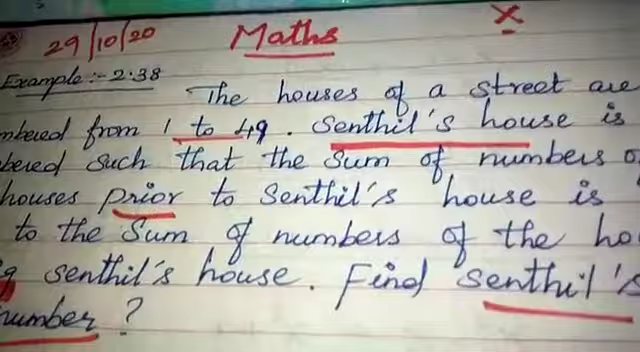 29/10/20 Maths X
Example:- 2.38
The houses of a street are
mbered from 1 to 49. Senthil's house is
bered such that the sum of numbers of
houses prior to Senthil's house is
to the sum of numbers of the ho
g senthil's house. Find Senthil's
number?